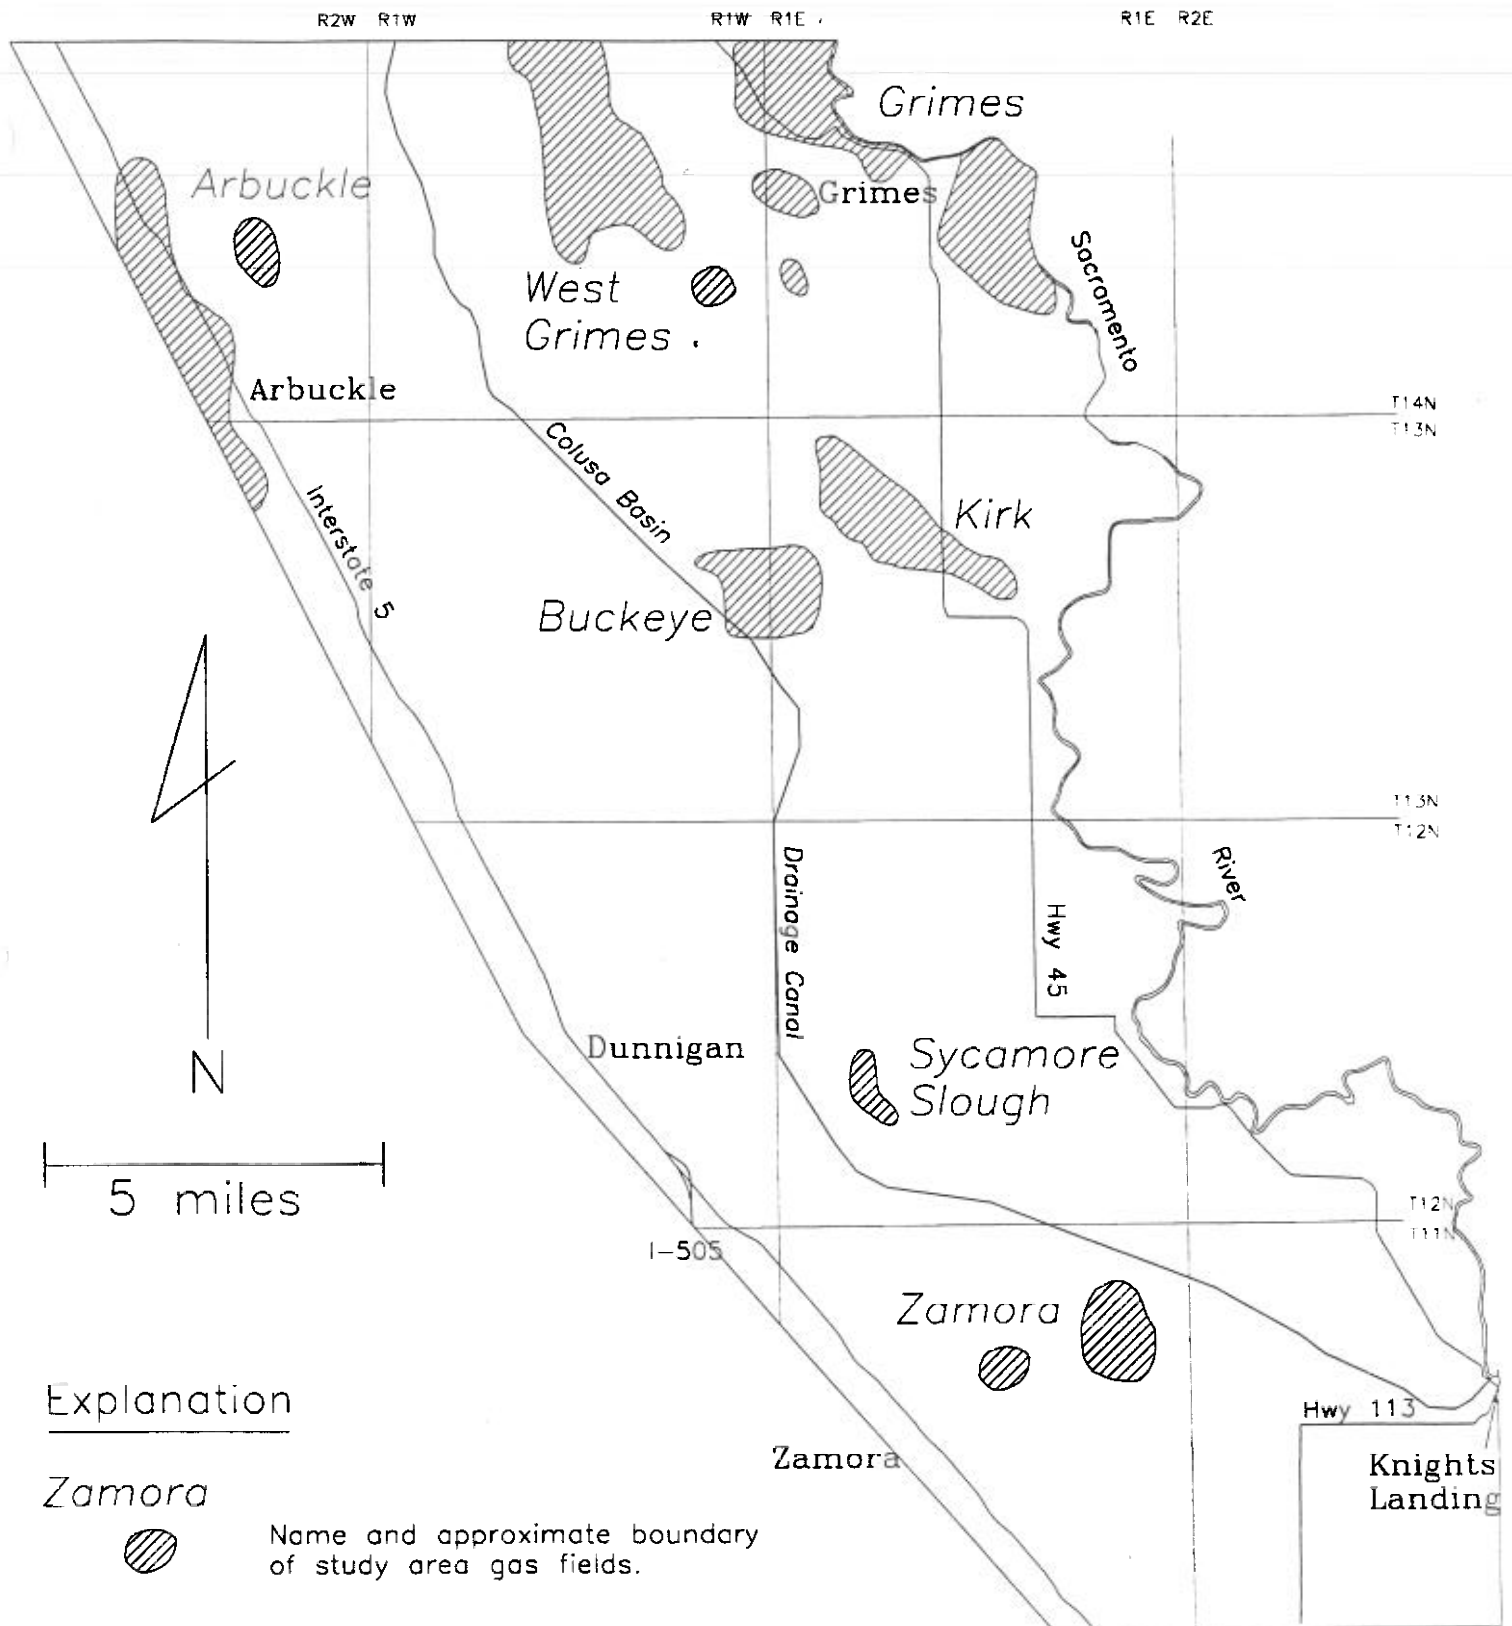 R2W R1W
R1W R1E
R1E R2E
Grimes
Arbuckle
Grimes
Sacramento
West
Grimes
Arbuckle
T14N
T13N
Colusa Basin
Interstate 5
Kirk
Buckeye
T13N
T12N
Drainage Canal
River
Hwy 45
N
Dunnigan
Sycamore
Slough
5 miles
T12N
T11N
I-505
Zamora
Explanation
Hwy 113
Zamora
Knights
Landing
Zamora
Name and approximate boundary
of study area gas fields.